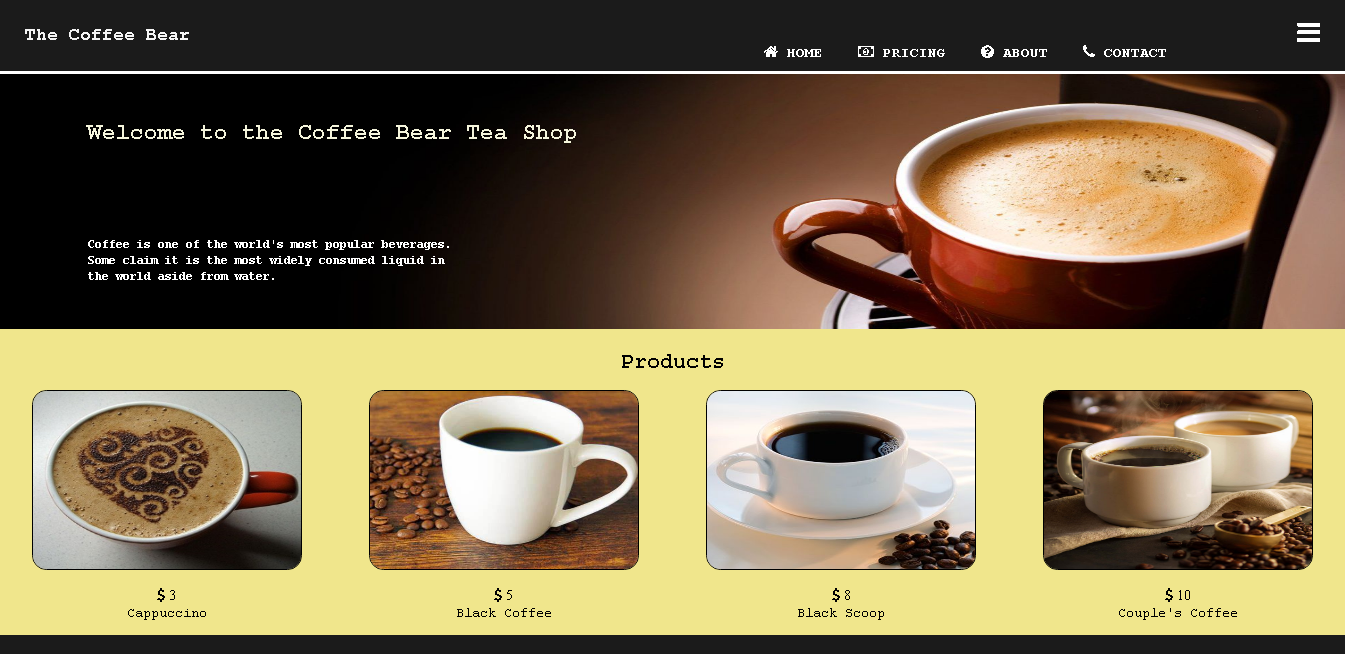 The Coffee Bear
HOME PRICING ABOUT CONTACT
Welcome to the Coffee Bear Tea Shop
Coffee is one of the world's most popular beverages.
Some claim it is the most widely consumed liquid in
the world aside from water.
Products
$ 3
Cappuccino
$ 5
Black Coffee
$ 8
Black Scoop
$ 10
Couple's Coffee